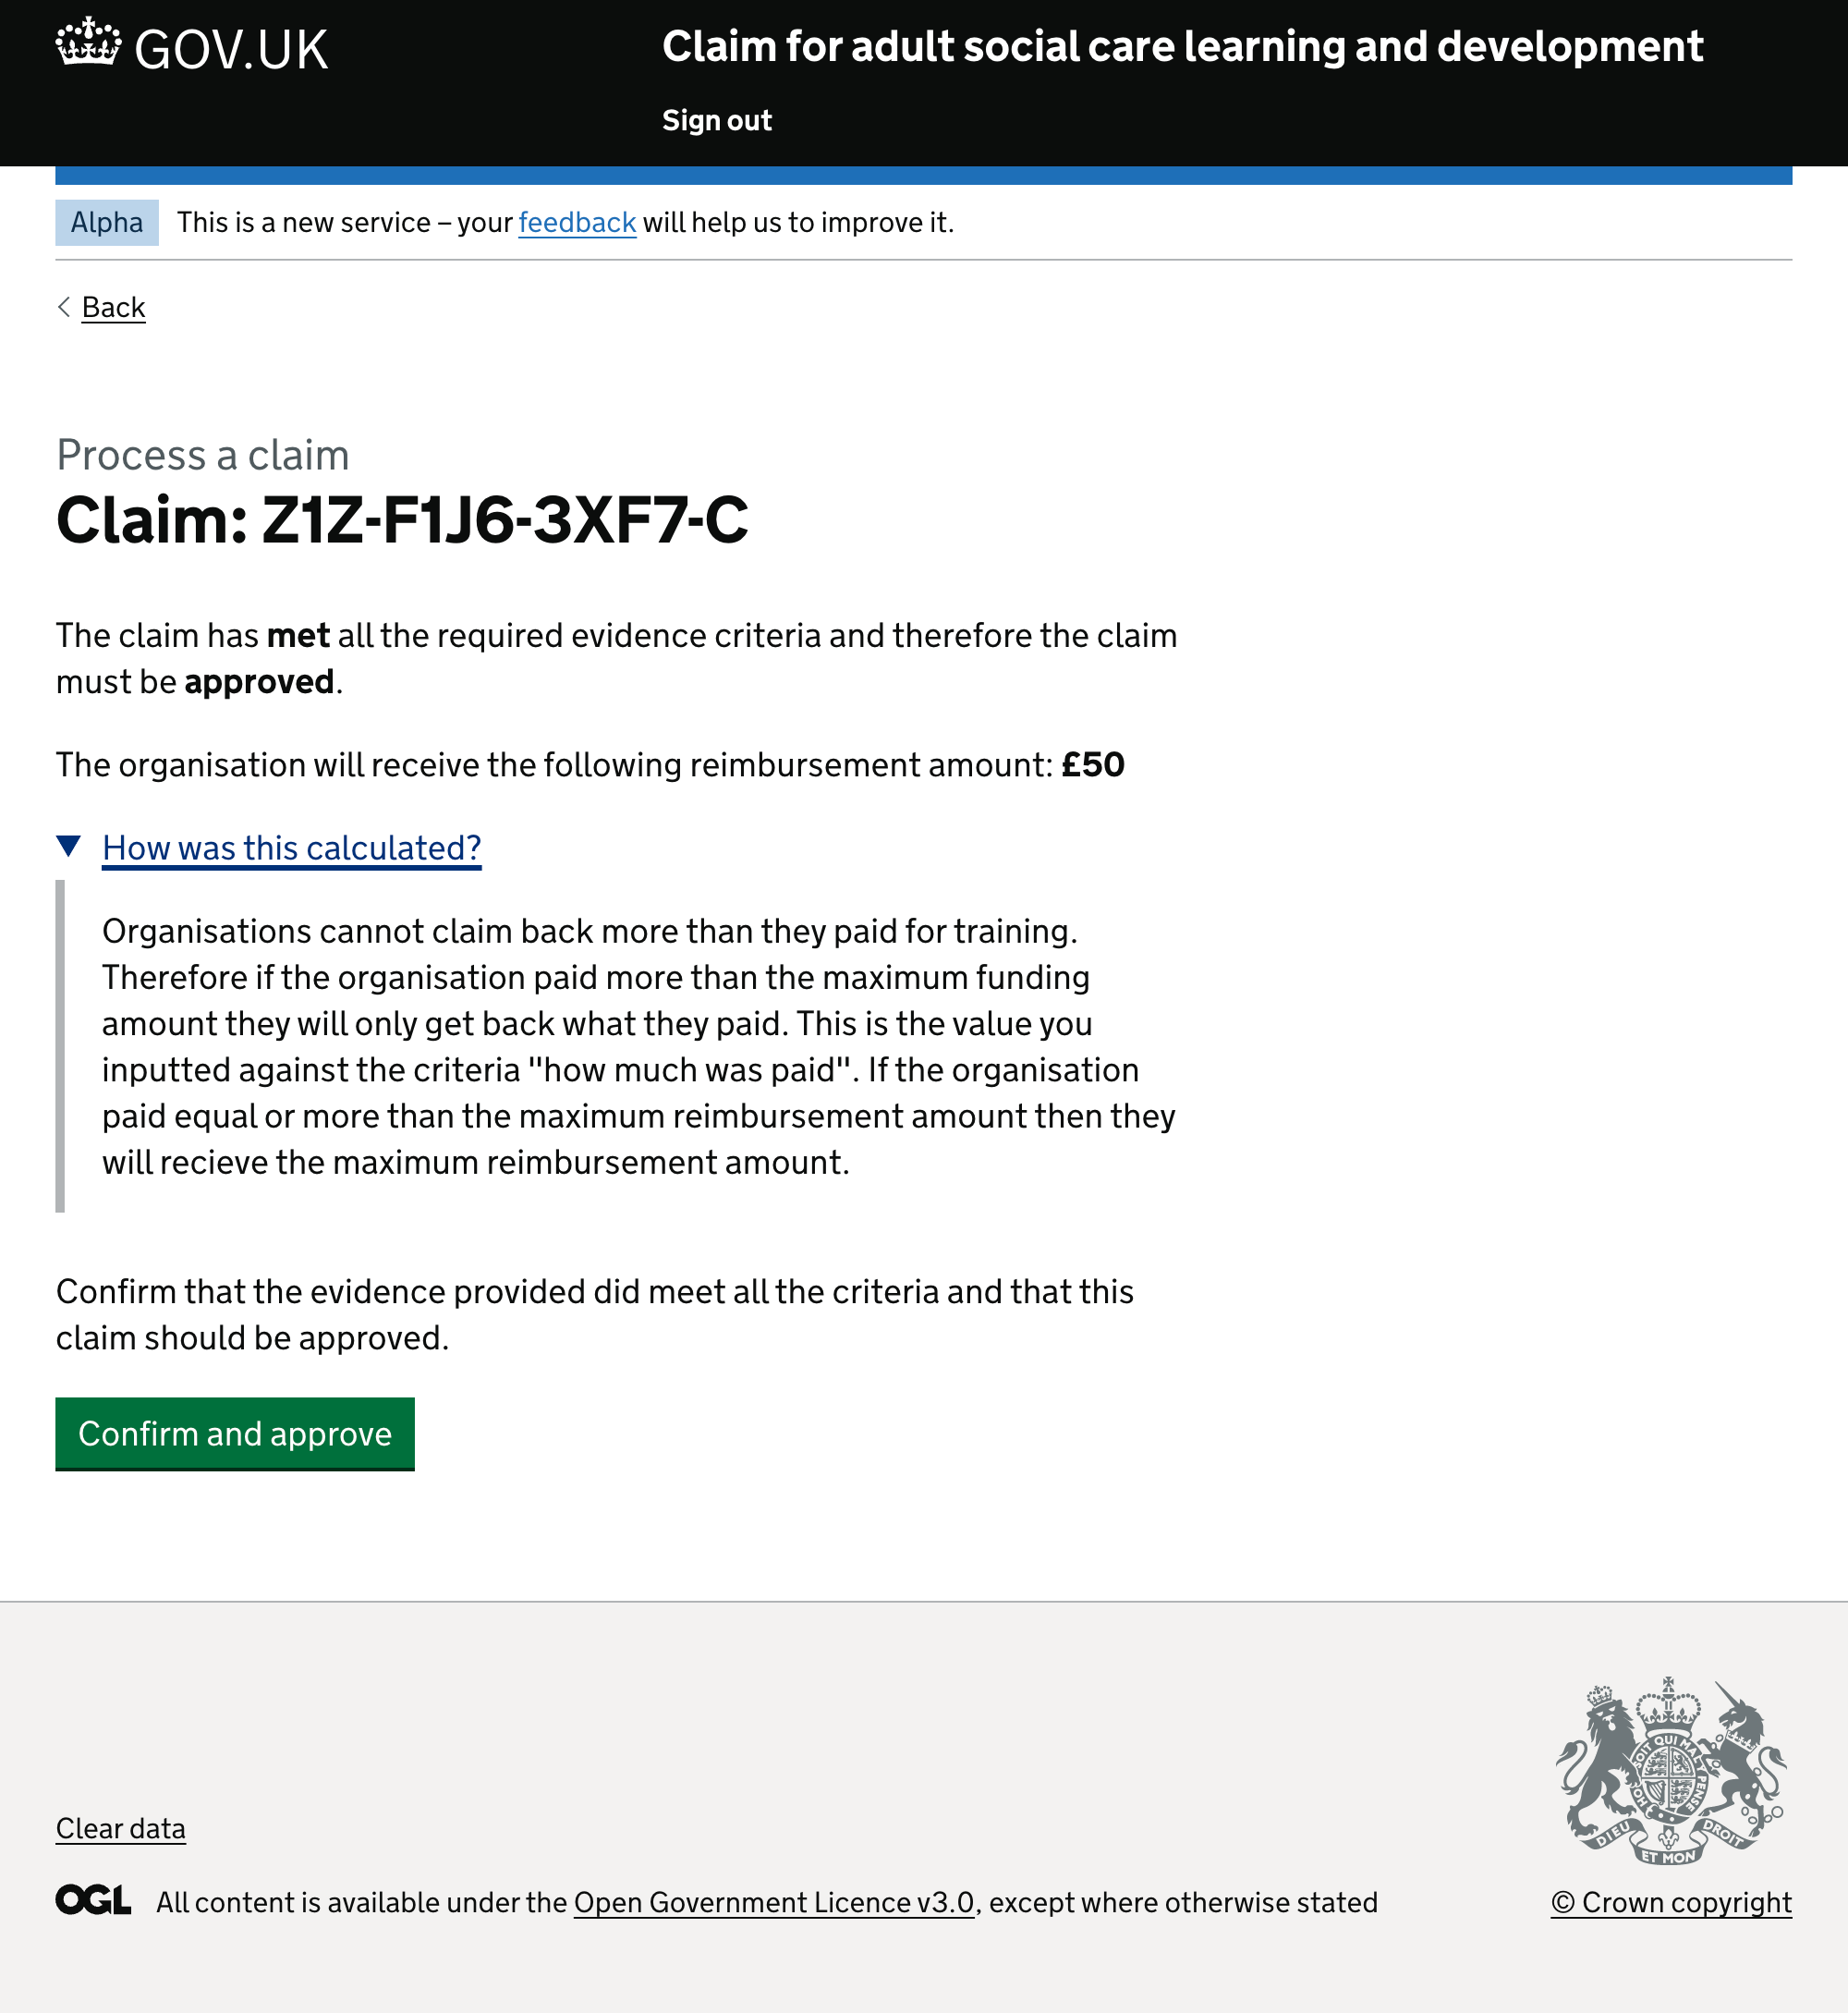 GOV.UK
Claim for adult social care learning and development
Sign out
Alpha This is a new service – your feedback will help us to improve it.
Back
Process a claim
Claim: Z1Z-F1J6-3XF7-C
The claim has met all the required evidence criteria and therefore the claim
must be approved.
The organisation will receive the following reimbursement amount: £50
How was this calculated?
Organisations cannot claim back more than they paid for training.
Therefore if the organisation paid more than the maximum funding
amount they will only get back what they paid. This is the value you
inputted against the criteria "how much was paid". If the organisation
paid equal or more than the maximum reimbursement amount then they
will recieve the maximum reimbursement amount.
Confirm that the evidence provided did meet all the criteria and that this
claim should be approved.
Confirm and approve
SOIT QUI MAL Y PENSE HON
DIEU ET MON DROIT
Clear data
OGL All content is available under the Open Government Licence v3.0, except where otherwise stated
© Crown copyright